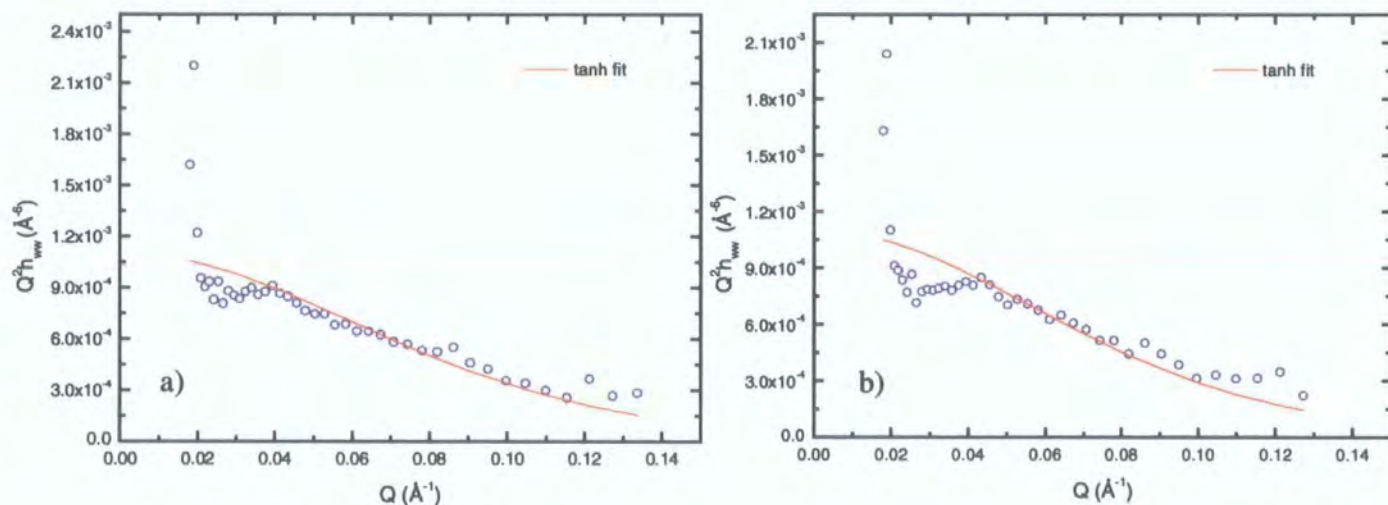 2.4x10⁻³
2.1x10⁻³
1.8x10⁻³
1.5x10⁻³
1.2x10⁻³
9.0x10⁻⁴
6.0x10⁻⁴
3.0x10⁻⁴
0.0
Q²h_ww (Å⁻⁶)
tanh fit
a)
0.00 0.02 0.04 0.06 0.08 0.10 0.12 0.14
Q (Å⁻¹)
2.1x10⁻³
1.8x10⁻³
1.5x10⁻³
1.2x10⁻³
9.0x10⁻⁴
6.0x10⁻⁴
3.0x10⁻⁴
0.0
Q²h_ww (Å⁻⁶)
tanh fit
b)
0.00 0.02 0.04 0.06 0.08 0.10 0.12 0.14
Q (Å⁻¹)